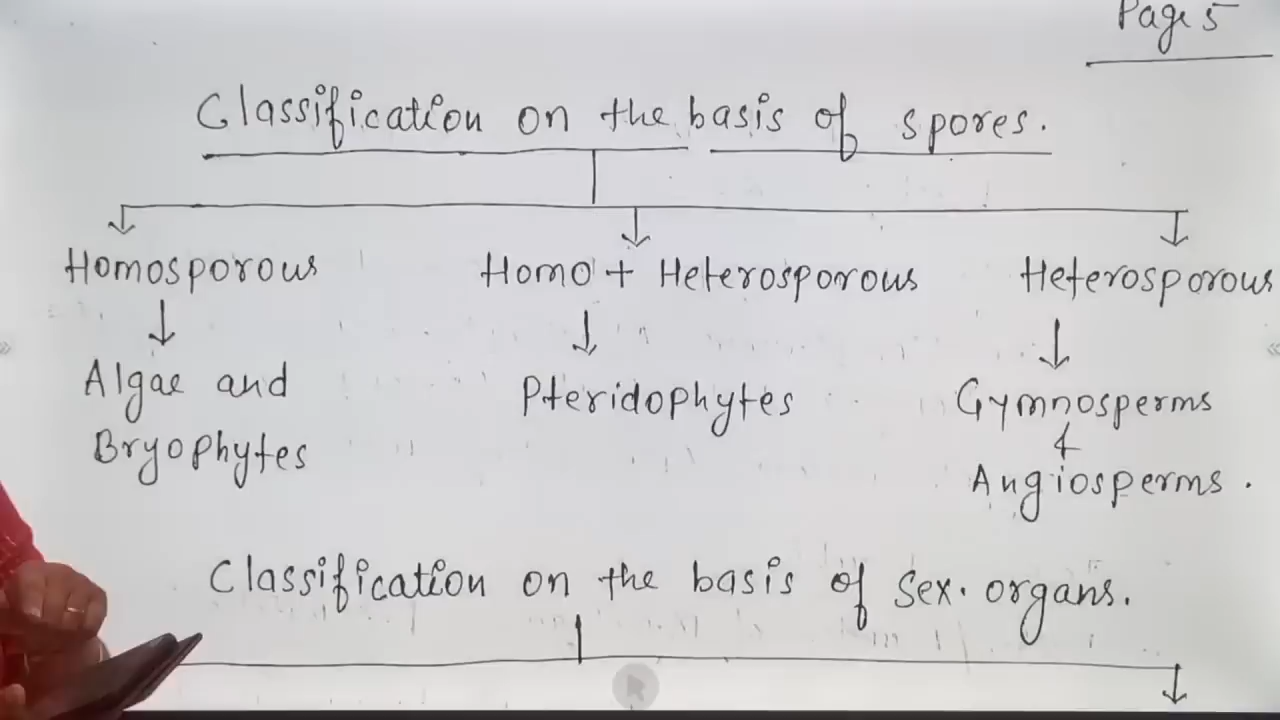 Page 5
Classification on the basis of spores.
Homosporous
Homo + Heterosporous
Heterosporous
Algae and
Bryophytes
Pteridophytes
Gymnosperms
&
Angiosperms.
Classification on the basis of sex. organs.